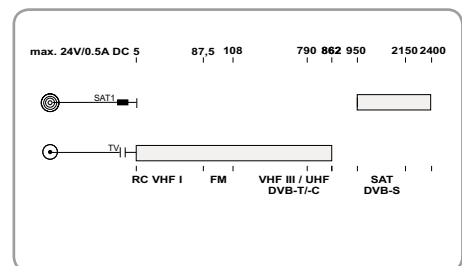 max. 24V/0.5A DC 5 87,5 108 790 862 950 2150 2400
SAT1
TV
RC VHF I FM VHF III / UHF SAT
DVB-T/-C DVB-S